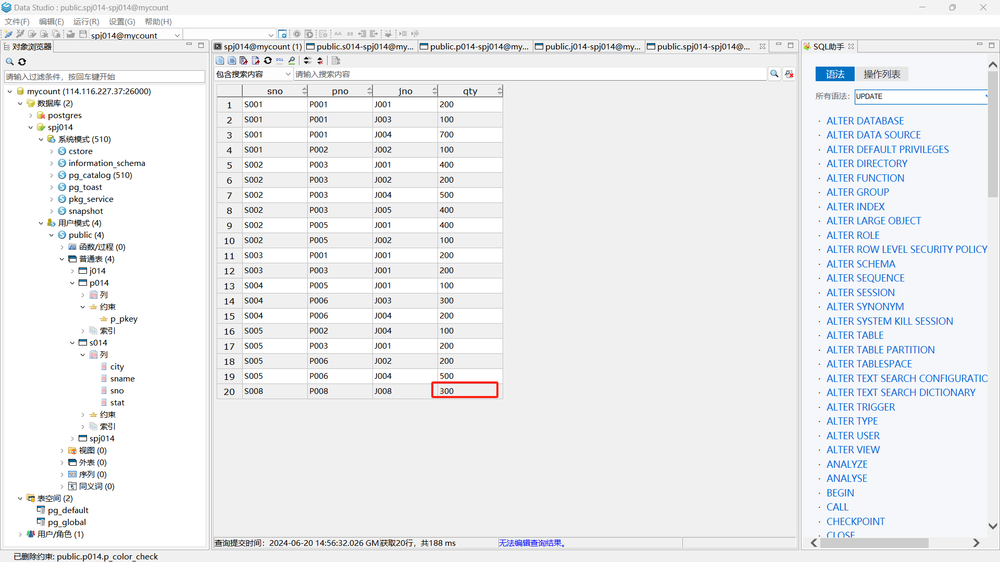 Data Studio : public.spj014-spj014@mycount
文件(F) 编辑(E) 运行(R) 设置(G) 帮助(H)
spj014@mycount
对象浏览器
请输入过滤条件，按回车键开始
mycount (114.116.227.37:26000)
数据库 (2)
postgres
spj014
系统模式 (510)
cstore
information_schema
pg_catalog (510)
pg_toast
pkg_service
snapshot
用户模式 (4)
public (4)
函数/过程 (0)
普通表 (4)
j014
p014
列
约束
p_pkey
索引
s014
列
city
sname
sno
stat
约束
索引
spj014
视图 (0)
外表 (0)
序列 (0)
同义词 (0)
表空间 (2)
pg_default
pg_global
用户/角色 (1)
spj014@mycount (1) public.s014-spj014@my... public.p014-spj014@my... public.j014-spj014@my... public.spj014-spj014@...
包含搜索内容 请输入搜索内容
sno pno jno qty
1 S001 P001 J001 200
2 S001 P001 J003 100
3 S001 P001 J004 700
4 S001 P002 J002 100
5 S002 P003 J001 400
6 S002 P003 J002 200
7 S002 P003 J004 500
8 S002 P003 J005 400
9 S002 P005 J001 400
10 S002 P005 J002 100
11 S003 P001 J001 200
12 S003 P003 J001 200
13 S004 P005 J001 100
14 S004 P006 J003 300
15 S004 P006 J004 200
16 S005 P002 J004 100
17 S005 P003 J001 200
18 S005 P006 J002 200
19 S005 P006 J004 500
20 S008 P008 J008 300
查询提交时间：2024-06-20 14:56:32.026 GM 获取20行，共188 ms 无法编辑查询结果。
SQL助手
语法 操作列表
所有语法: UPDATE
· ALTER DATABASE
· ALTER DATA SOURCE
· ALTER DEFAULT PRIVILEGES
· ALTER DIRECTORY
· ALTER FUNCTION
· ALTER GROUP
· ALTER INDEX
· ALTER LARGE OBJECT
· ALTER ROLE
· ALTER ROW LEVEL SECURITY POLICY
· ALTER SCHEMA
· ALTER SEQUENCE
· ALTER SESSION
· ALTER SYNONYM
· ALTER SYSTEM KILL SESSION
· ALTER TABLE
· ALTER TABLE PARTITION
· ALTER TABLESPACE
· ALTER TEXT SEARCH CONFIGURATIO
· ALTER TEXT SEARCH DICTIONARY
· ALTER TRIGGER
· ALTER TYPE
· ALTER USER
· ALTER VIEW
· ANALYZE
· ANALYSE
· BEGIN
· CALL
· CHECKPOINT
· CLOSE
已删除约束: public.p014.p_color_check